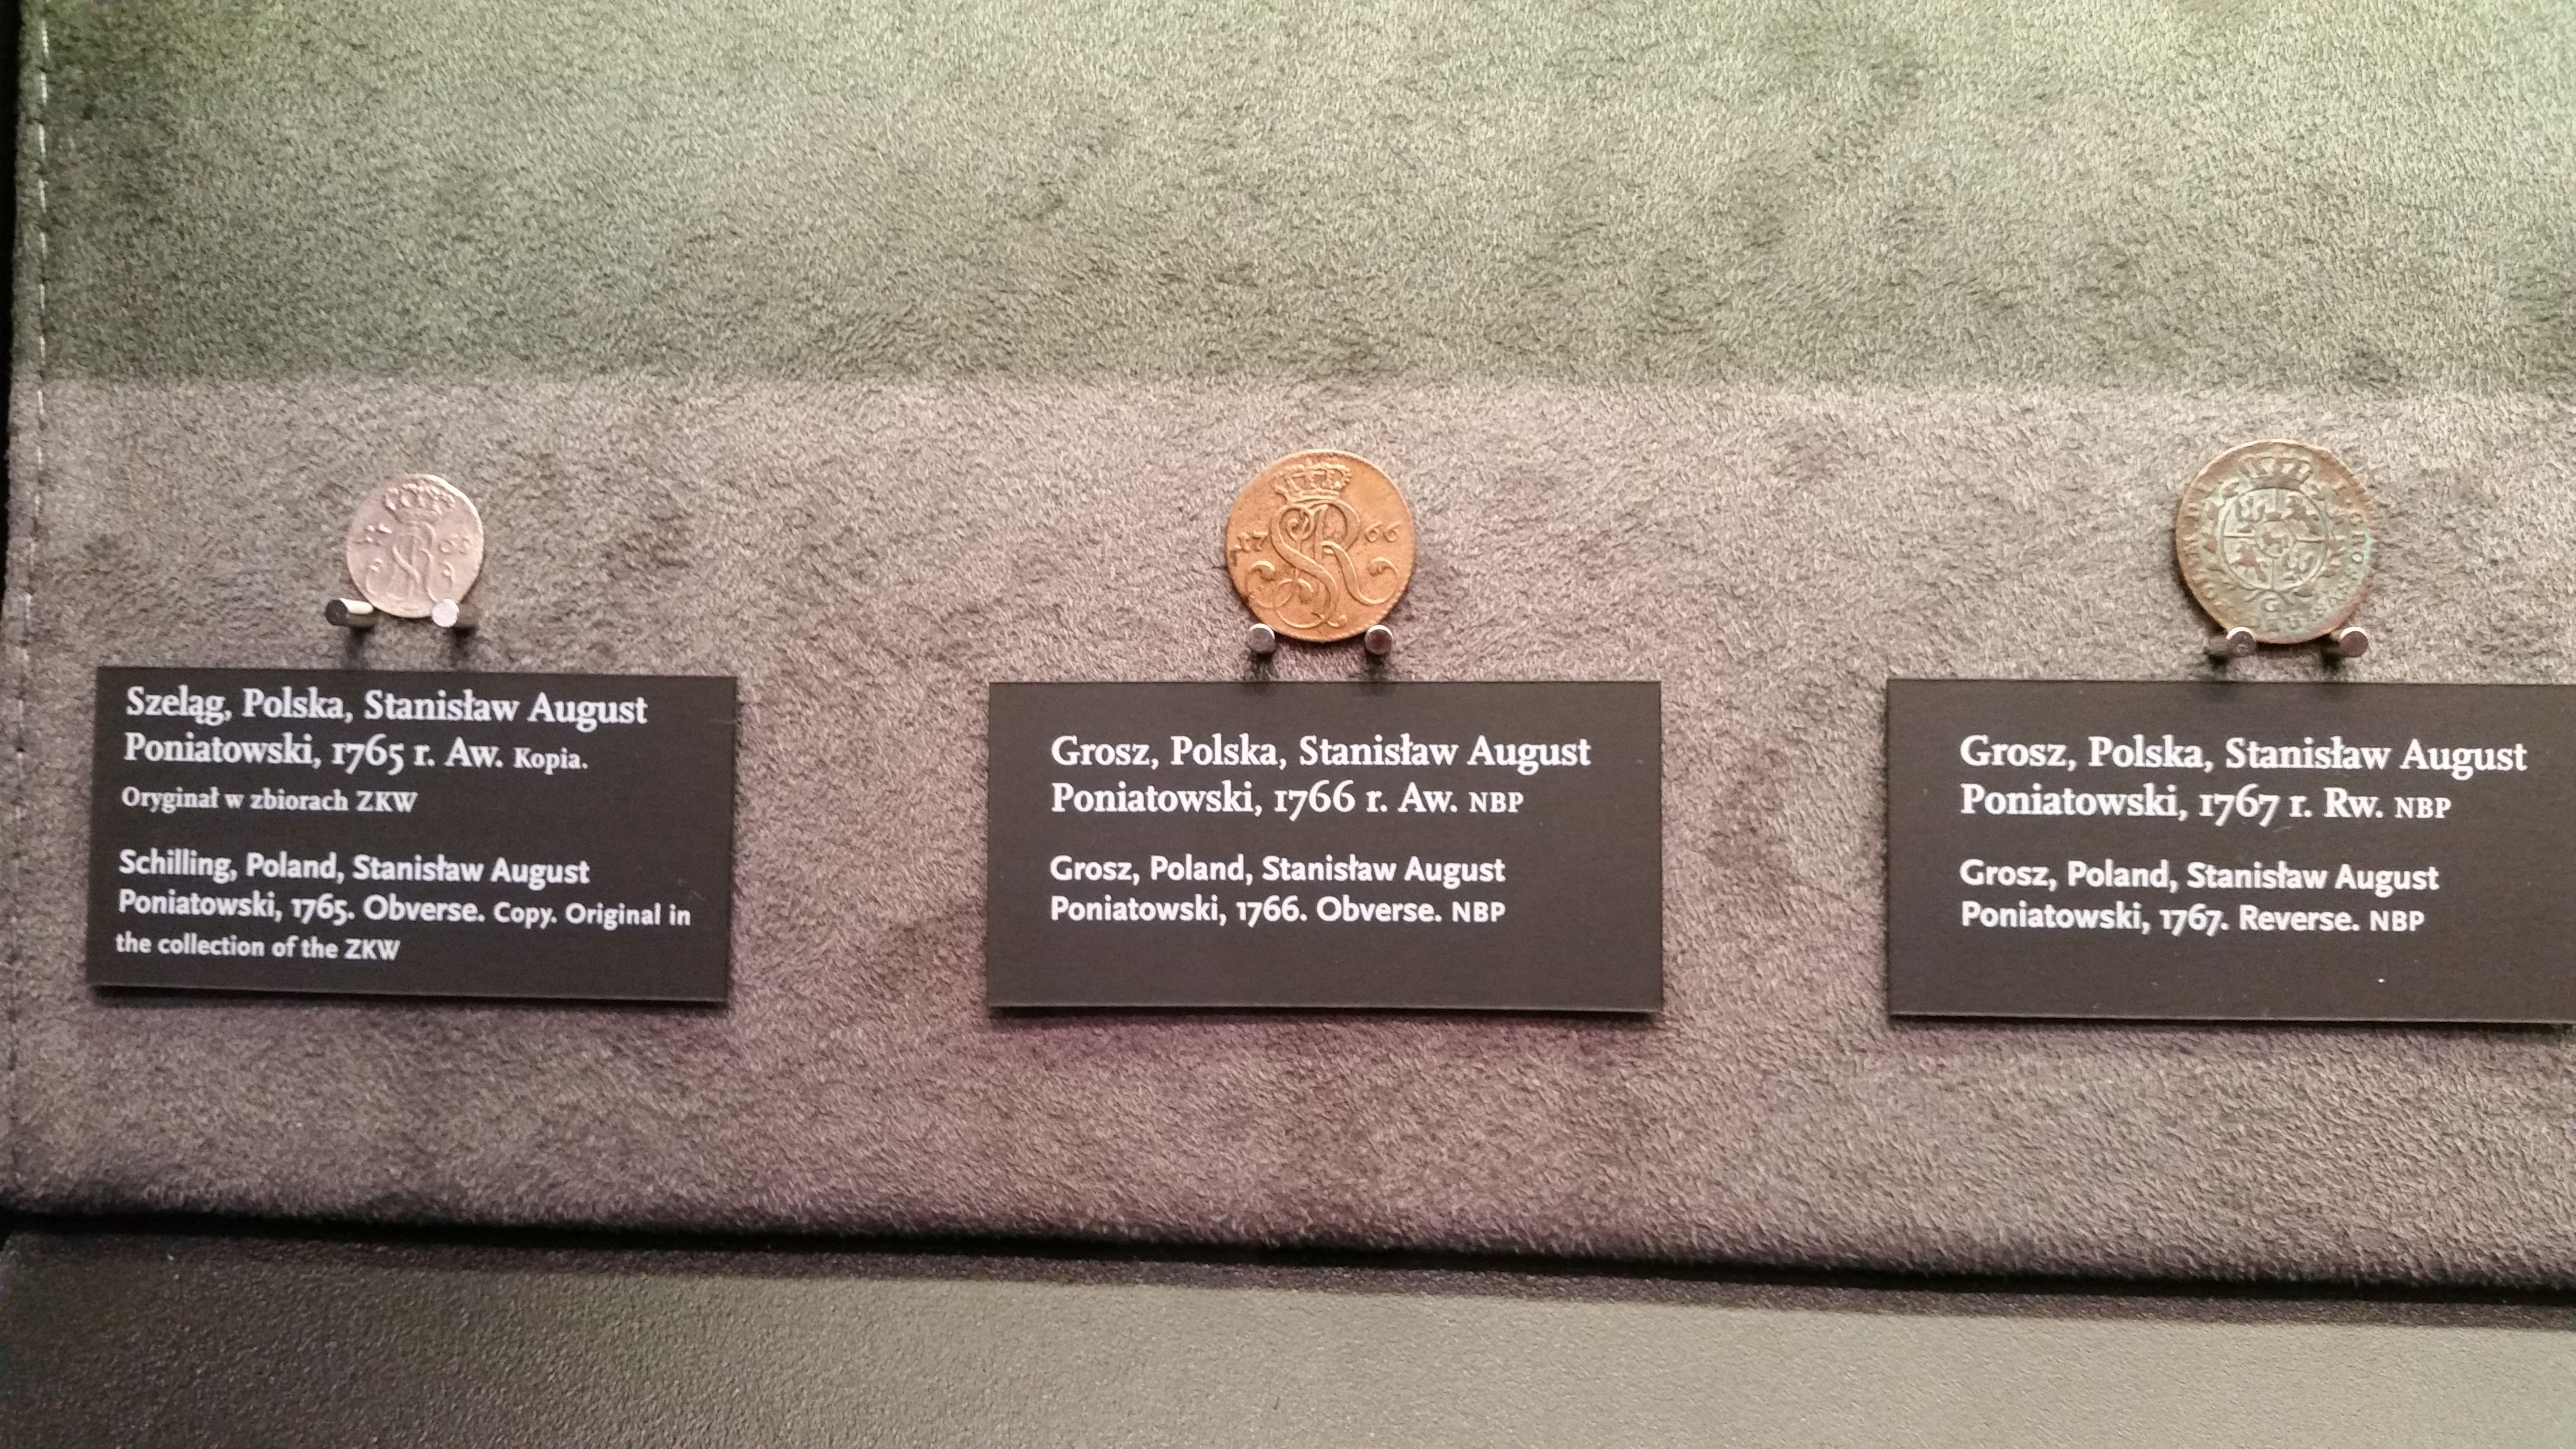 17 66
Szeląg, Polska, Stanisław August
Poniatowski, 1765 r. Aw. Kopia.
Oryginał w zbiorach ZKW
Schilling, Poland, Stanisław August
Poniatowski, 1765. Obverse. Copy. Original in
the collection of the ZKW
Grosz, Polska, Stanisław August
Poniatowski, 1766 r. Aw. NBP
Grosz, Poland, Stanisław August
Poniatowski, 1766. Obverse. NBP
Grosz, Polska, Stanisław August
Poniatowski, 1767 r. Rw. NBP
Grosz, Poland, Stanisław August
Poniatowski, 1767. Reverse. NBP